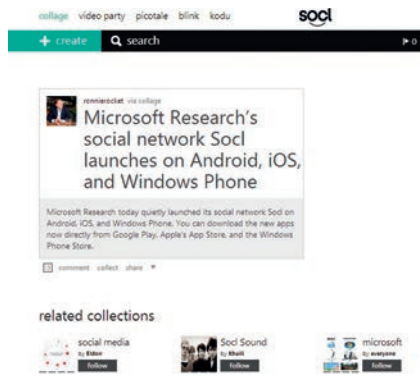 collage video party picotale blink kodu socl
+ create search 0
ronnierocket via collage
Microsoft Research's
social network Socl
launches on Android, iOS,
and Windows Phone
Microsoft Research today quietly launched its social network Socl on
Android, iOS, and Windows Phone. You can download the new apps
now directly from Google Play, Apple's App Store, and the Windows
Phone Store.
comment collect share
related collections
social media Socl Sound microsoft
by Eldon by Khaili by everyone
follow follow follow